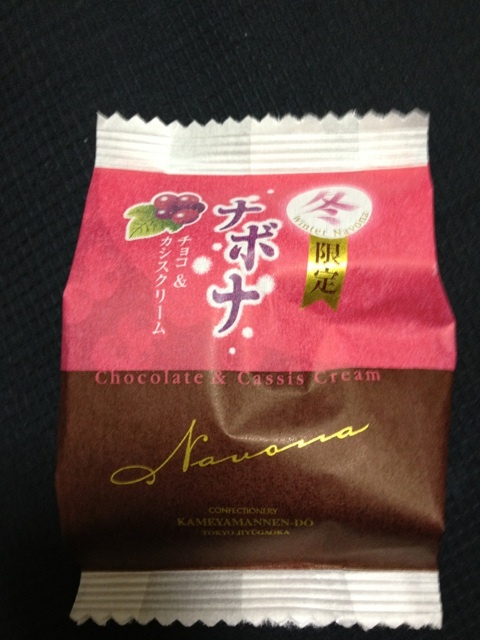 冬
Winter Navona
限定
ナボナ
チョコ&
カシスクリーム
Chocolate & Cassis Cream
Navona
CONFECTIONERY
KAMEYAMANNEN-DO
TOKYO JIYUGAOKA